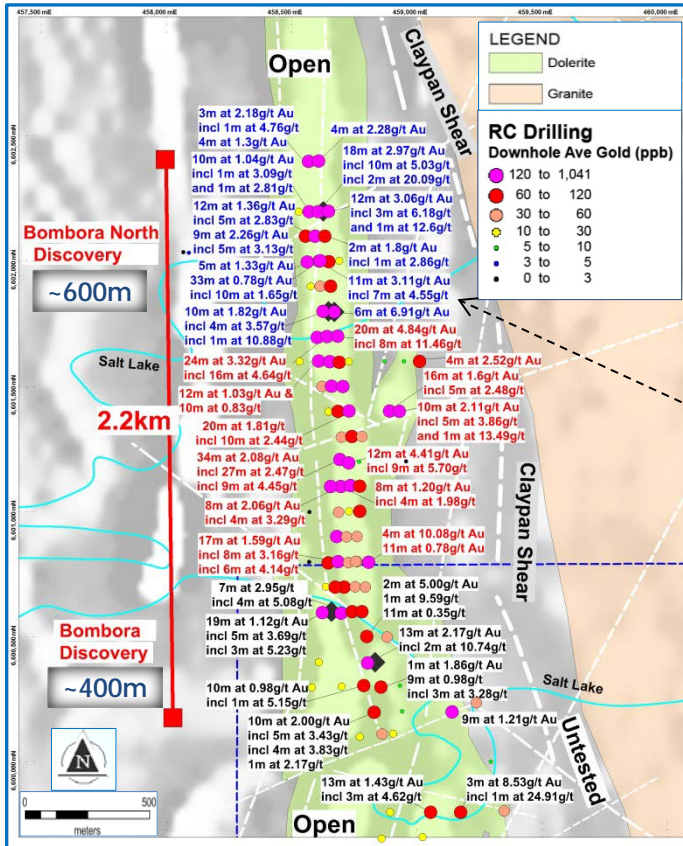 457,500 mE
458,000 mE
458,500 mE
459,000 mE
459,500 mE
460,000 mE
6,602,500 mN
6,602,000 mN
6,601,500 mN
6,601,000 mN
6,600,500 mN
6,600,000 mN
LEGEND
Dolerite
Granite
RC Drilling
Downhole Ave Gold (ppb)
120 to 1,041
60 to 120
30 to 60
10 to 30
5 to 10
3 to 5
0 to 3
Open
Claypan Shear
3m at 2.18g/t Au
incl 1m at 4.76g/t
4m at 1.3g/t Au
4m at 2.28g/t Au
10m at 1.04g/t Au
incl 1m at 3.09g/t
and 1m at 2.81g/t
18m at 2.97g/t Au
incl 10m at 5.03g/t
incl 2m at 20.09g/t
12m at 1.36g/t Au
incl 5m at 2.83g/t
12m at 3.06g/t Au
incl 3m at 6.18g/t
and 1m at 12.6g/t
Bombora North
Discovery
~600m
9m at 2.26g/t Au
incl 5m at 3.13g/t
2m at 1.8g/t Au
incl 1m at 2.86g/t
5m at 1.33g/t Au
33m at 0.78g/t Au
incl 10m at 1.65g/t
11m at 3.11g/t Au
incl 7m at 4.55g/t
10m at 1.82g/t Au
incl 4m at 3.57g/t
incl 1m at 10.88g/t
6m at 6.91g/t Au
20m at 4.84g/t Au
incl 8m at 11.46g/t
Salt Lake
24m at 3.32g/t Au
incl 16m at 4.64g/t
4m at 2.52g/t Au
16m at 1.6g/t Au
incl 5m at 2.48g/t
12m at 1.03g/t Au &
10m at 0.83g/t
2.2km
10m at 2.11g/t Au
incl 5m at 3.86g/t
and 1m at 13.49g/t
20m at 1.81g/t
incl 10m at 2.44g/t
34m at 2.08g/t Au
incl 27m at 2.47g/t
incl 9m at 4.45g/t
12m at 4.41g/t Au
incl 9m at 5.70g/t
8m at 1.20g/t Au
incl 4m at 1.98g/t
8m at 2.06g/t Au
incl 4m at 3.29g/t
Claypan Shear
17m at 1.59g/t Au
incl 8m at 3.16g/t
incl 6m at 4.14g/t
4m at 10.08g/t Au
11m at 0.78g/t Au
7m at 2.95g/t
incl 4m at 5.08g/t
2m at 5.00g/t Au
1m at 9.59g/t
11m at 0.35g/t
19m at 1.12g/t Au
incl 5m at 3.69g/t
incl 3m at 5.23g/t
Bombora
Discovery
~400m
13m at 2.17g/t Au
incl 2m at 10.74g/t
1m at 1.86g/t Au
9m at 0.98g/t
incl 3m at 3.28g/t
Salt Lake
10m at 0.98g/t Au
incl 1m at 5.15g/t
9m at 1.21g/t Au
10m at 2.00g/t Au
incl 5m at 3.43g/t
incl 4m at 3.83g/t
1m at 2.17g/t
Untested
N
0 500
meters
13m at 1.43g/t Au
incl 3m at 4.62g/t
3m at 8.53g/t Au
incl 1m at 24.91g/t
Open